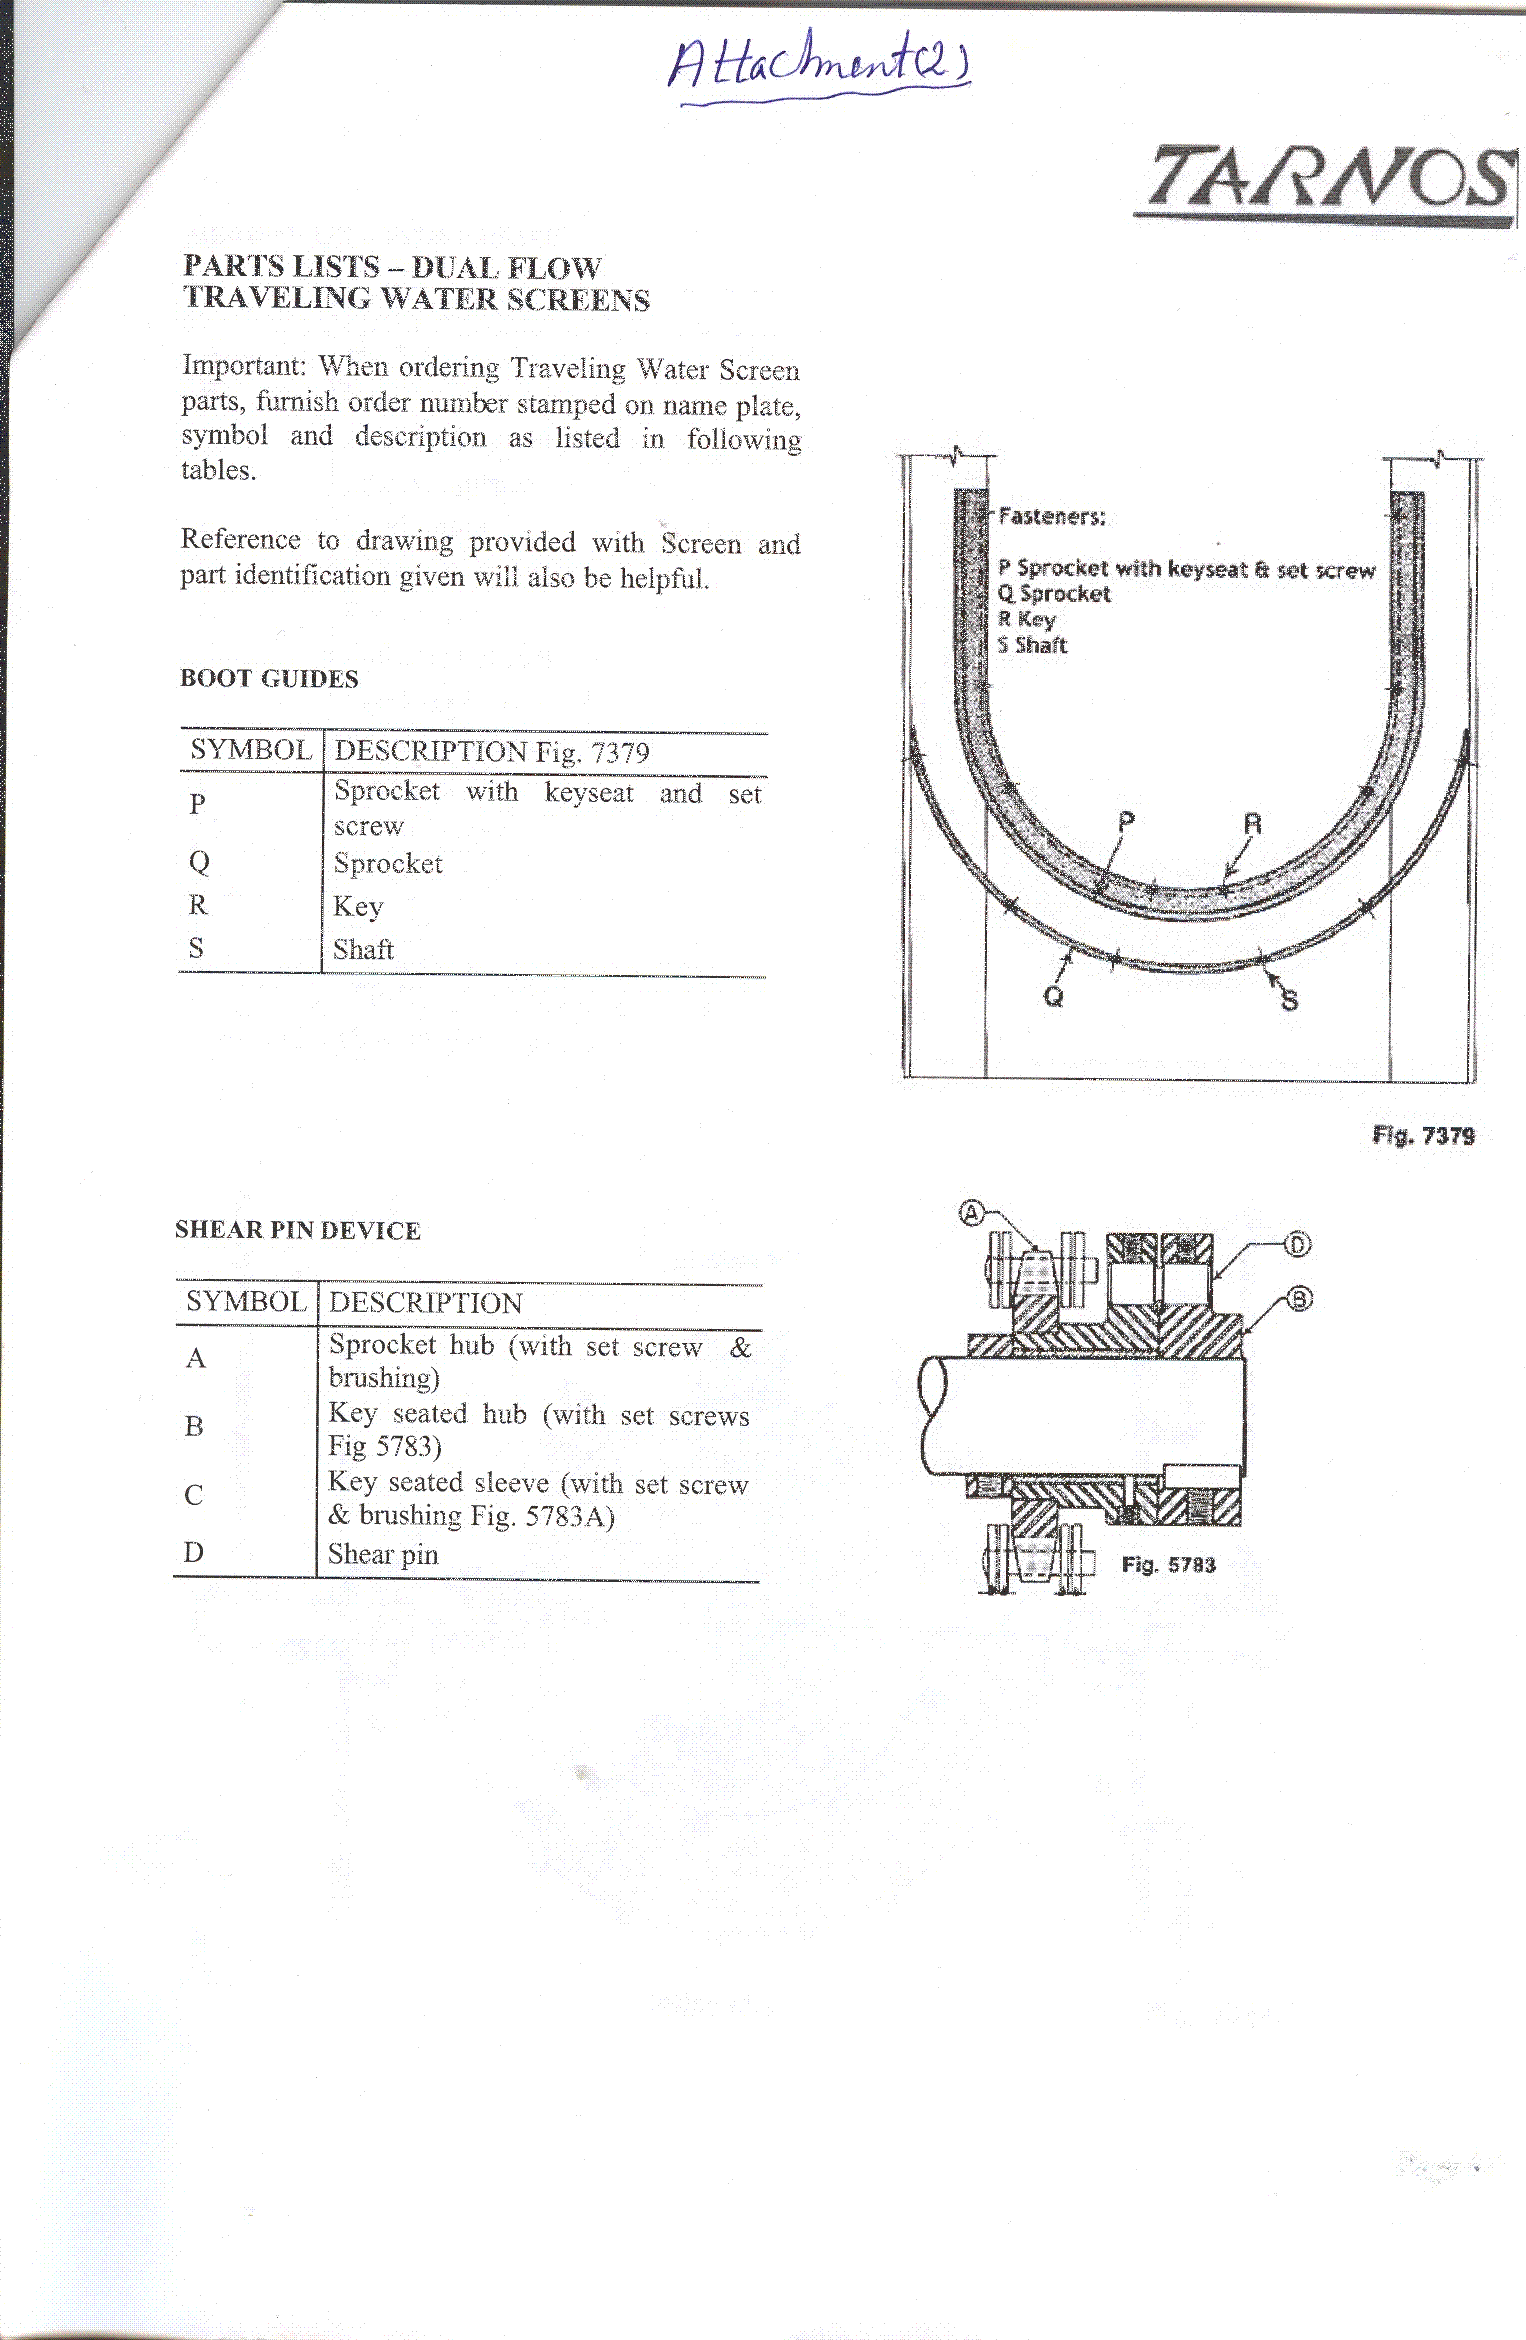 Attachment(2)
TARNOS
PARTS LISTS – DUAL FLOW
TRAVELING WATER SCREENS
Important: When ordering Traveling Water Screen
parts, furnish order number stamped on name plate,
symbol and description as listed in following
tables.
Reference to drawing provided with Screen and
part identification given will also be helpful.
BOOT GUIDES
SYMBOL DESCRIPTION Fig. 7379
P Sprocket with keyseat and set
screw
Q Sprocket
R Key
S Shaft
Fasteners:
P Sprocket with keyseat & set screw
Q Sprocket
R Key
S Shaft
P R
Q S
Fig. 7379
SHEAR PIN DEVICE
SYMBOL DESCRIPTION
A Sprocket hub (with set screw &
brushing)
B Key seated hub (with set screws
Fig 5783)
C Key seated sleeve (with set screw
& brushing Fig. 5783A)
D Shear pin
A
D
B
Fig. 5783